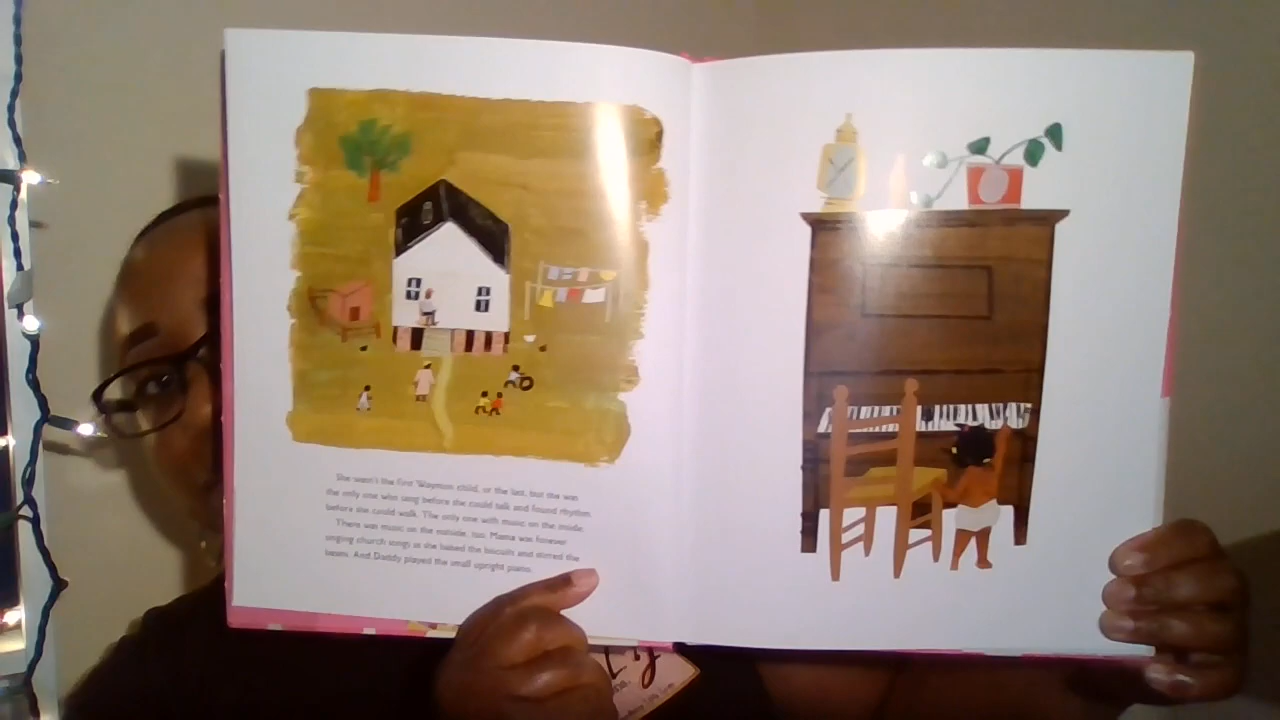 She wasn't the first Waymon child, or the last, but she was
the only one who sang before she could talk and found rhythm
before she could walk. The only one with music on the inside.
There was music on the outside, too. Mama was forever
singing church songs as she baked the biscuits and stirred the
beans. And Daddy played the small upright piano.